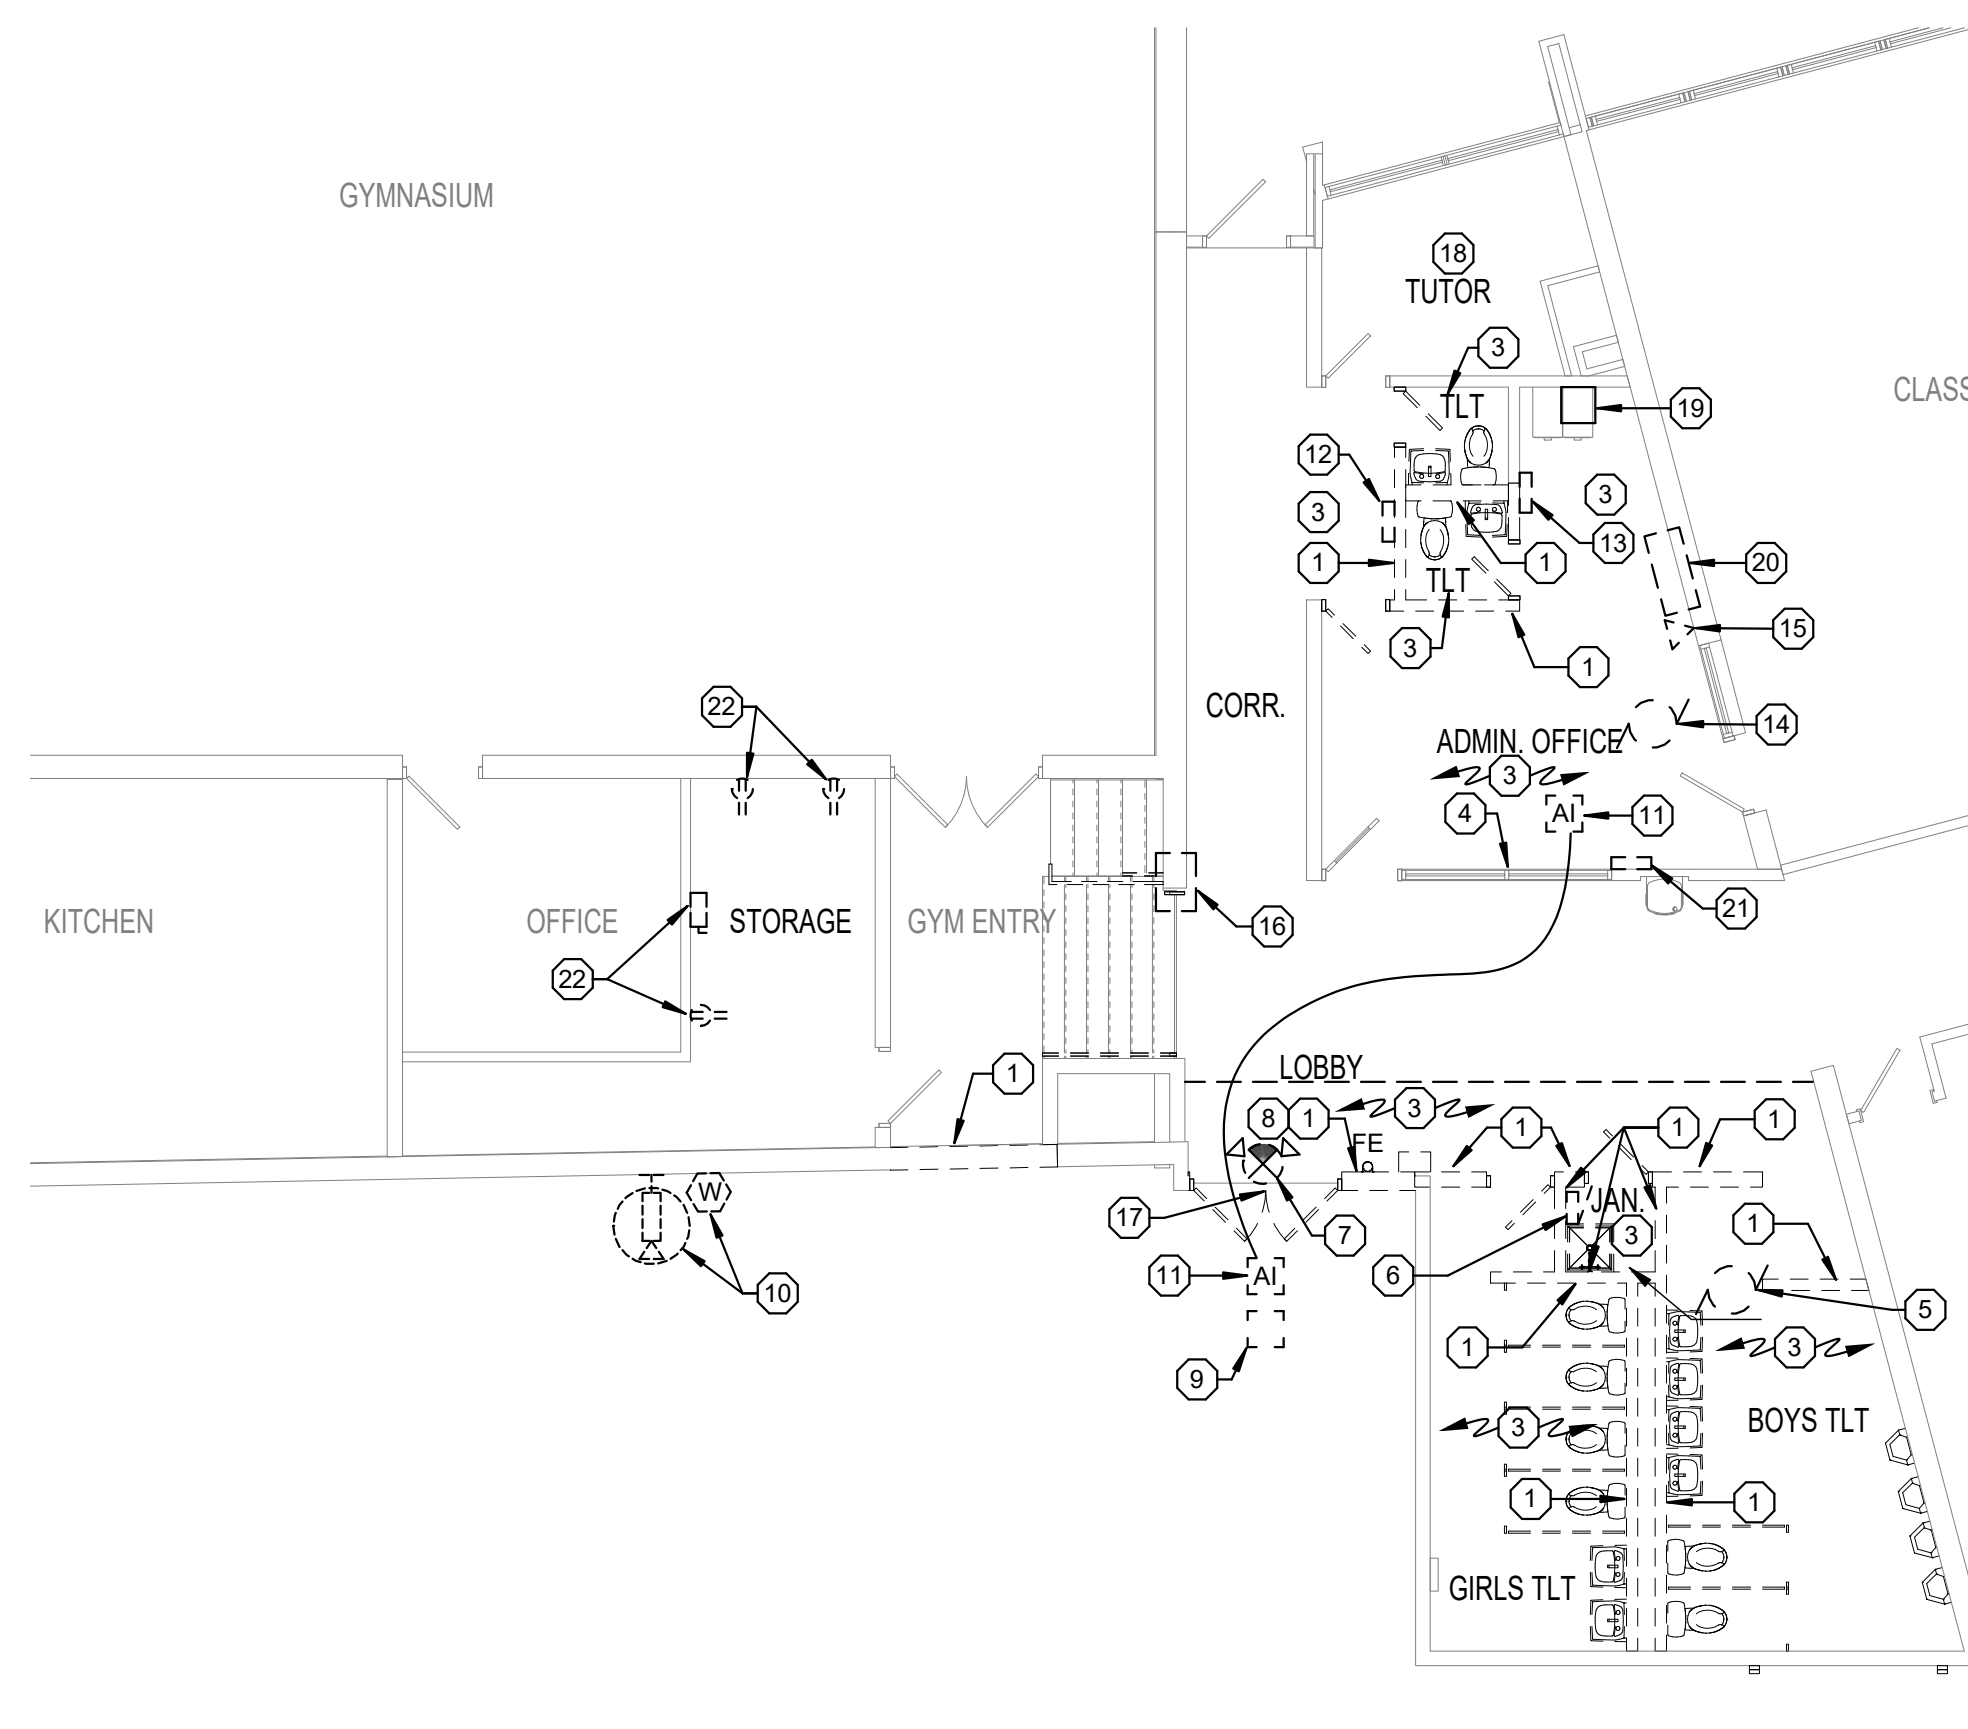 GYMNASIUM
18
TUTOR
3
CLASS
TLT
19
12
3
3
13
1
1
20
TLT
15
3
1
22
CORR.
14
ADMIN. OFFICE
3
4
AI
11
21
KITCHEN
OFFICE
STORAGE
GYM ENTRY
16
22
LOBBY
1
8
1
3
1
1
1
FE
W
JAN.
17
7
3
1
6
11
AI
10
5
1
3
9
3
BOYS TLT
1
1
GIRLS TLT